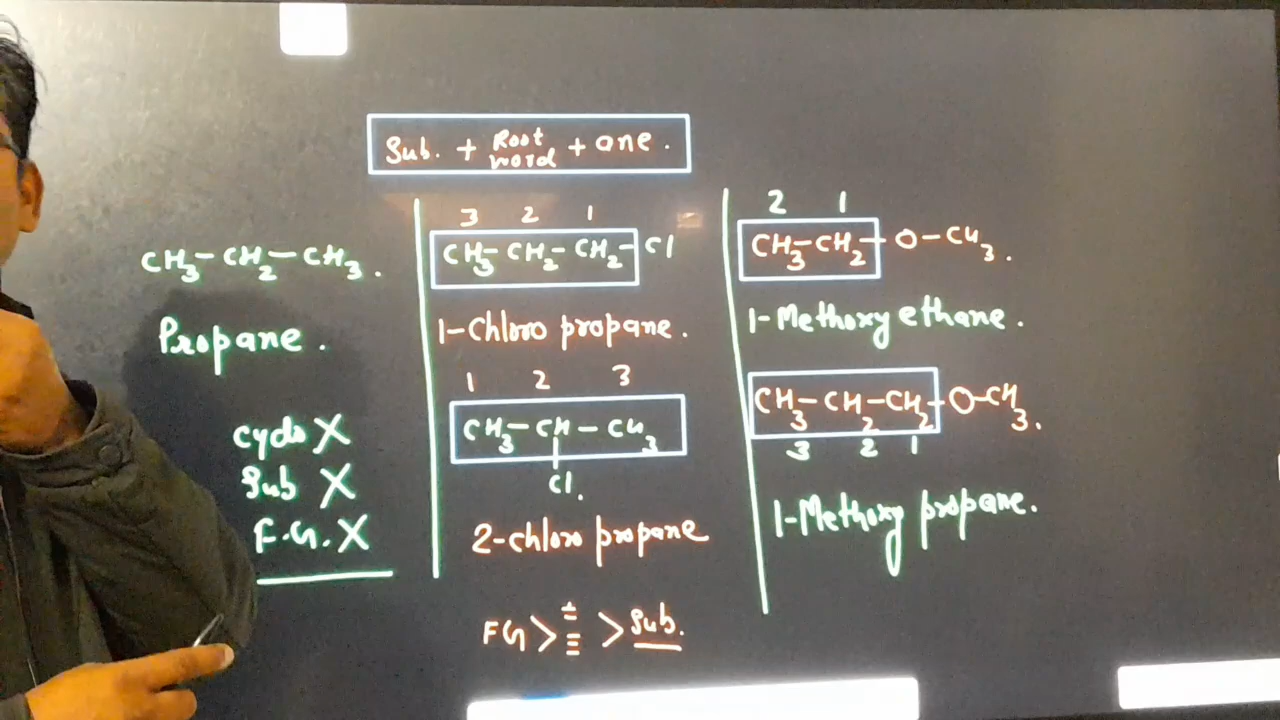 Sub. + Root word + ane.
CH₃-CH₂-CH₃.
Propane.
cyclo X
Sub X
F.G. X
3 2 1
CH₃-CH₂-CH₂-Cl
1-Chloro propane.
1 2 3
CH₃-CH-CH₃
Cl.
2-chloro propane
FG > = ≡ > Sub.
2 1
CH₃-CH₂-O-CH₃.
1-Methoxy ethane.
CH₃-CH₂-CH₂-O-CH₃.
3 2 1
1-Methoxy propane.